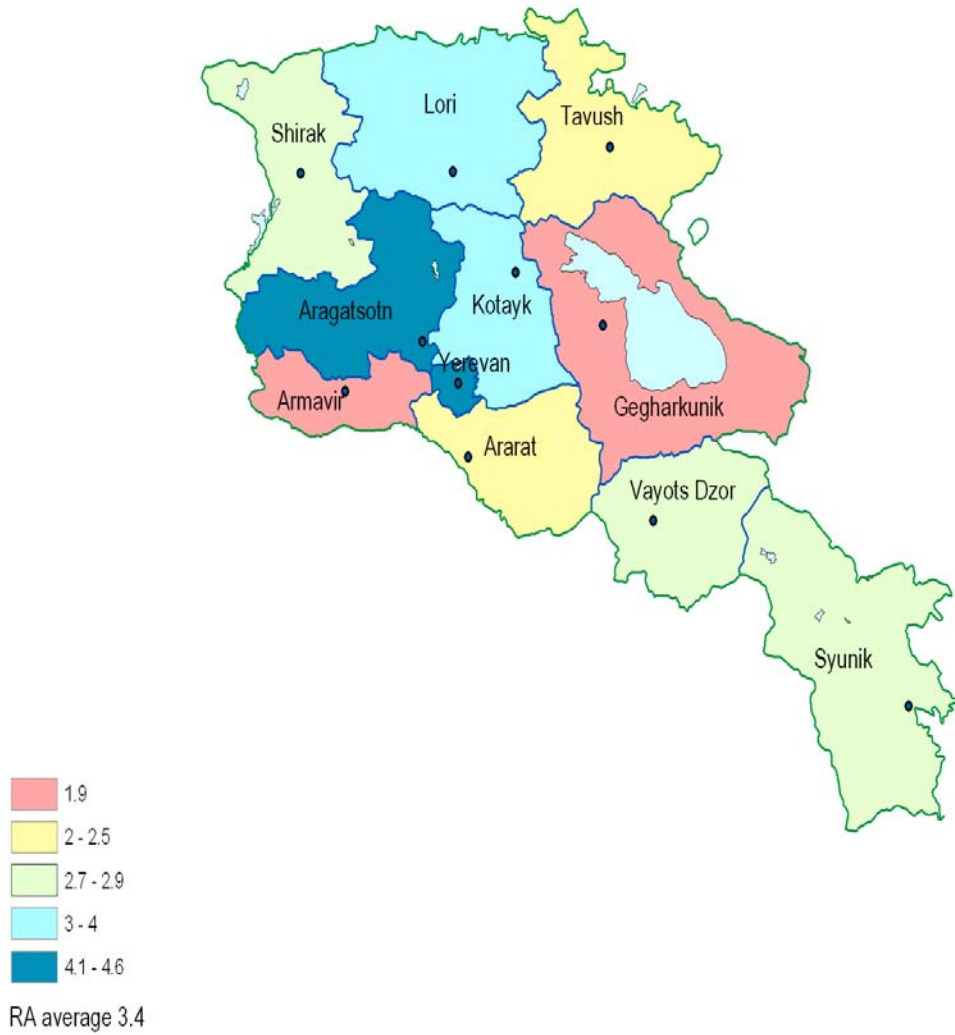 Lori
Tavush
Shirak
Aragatsotn
Kotayk
Yerevan
Armavir
Gegharkunik
Ararat
Vayots Dzor
Syunik
1.9
2 - 2.5
2.7 - 2.9
3 - 4
4.1 - 4.6
RA average 3.4